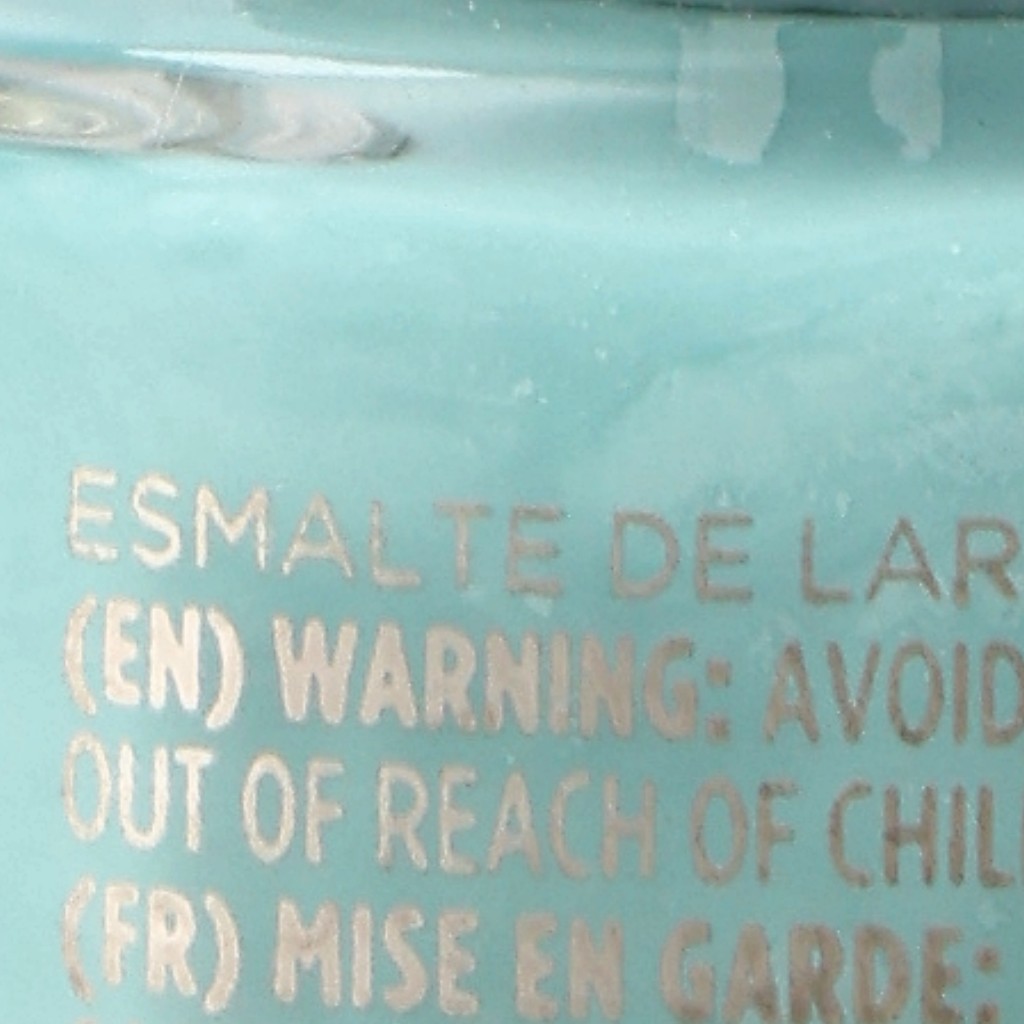 ESMALTE DE LAR
(EN) WARNING: AVOID
OUT OF REACH OF CHIL
(FR) MISE EN GARDE: